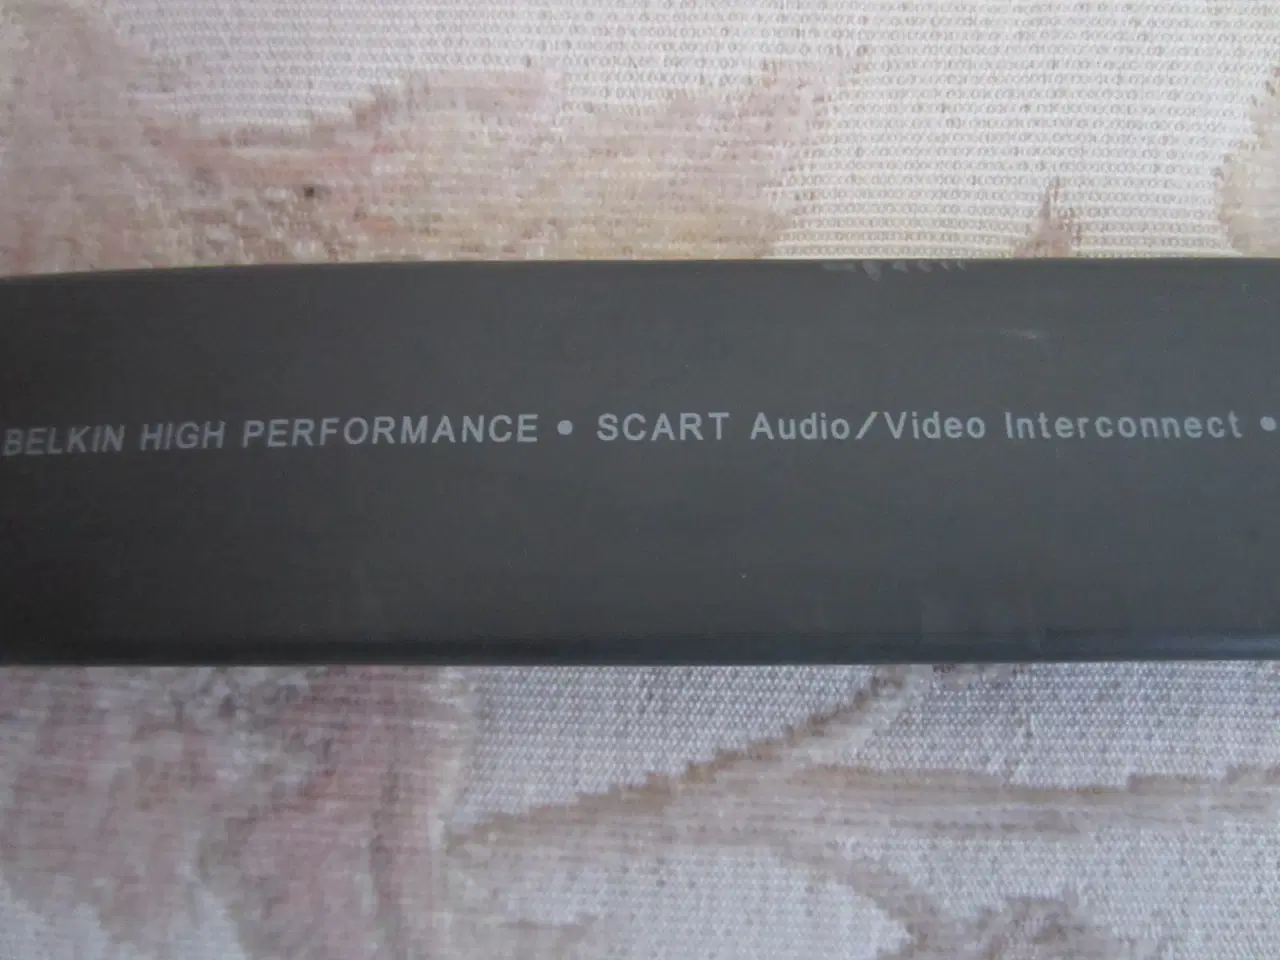 BELKIN HIGH PERFORMANCE • SCART Audio/Video Interconnect •